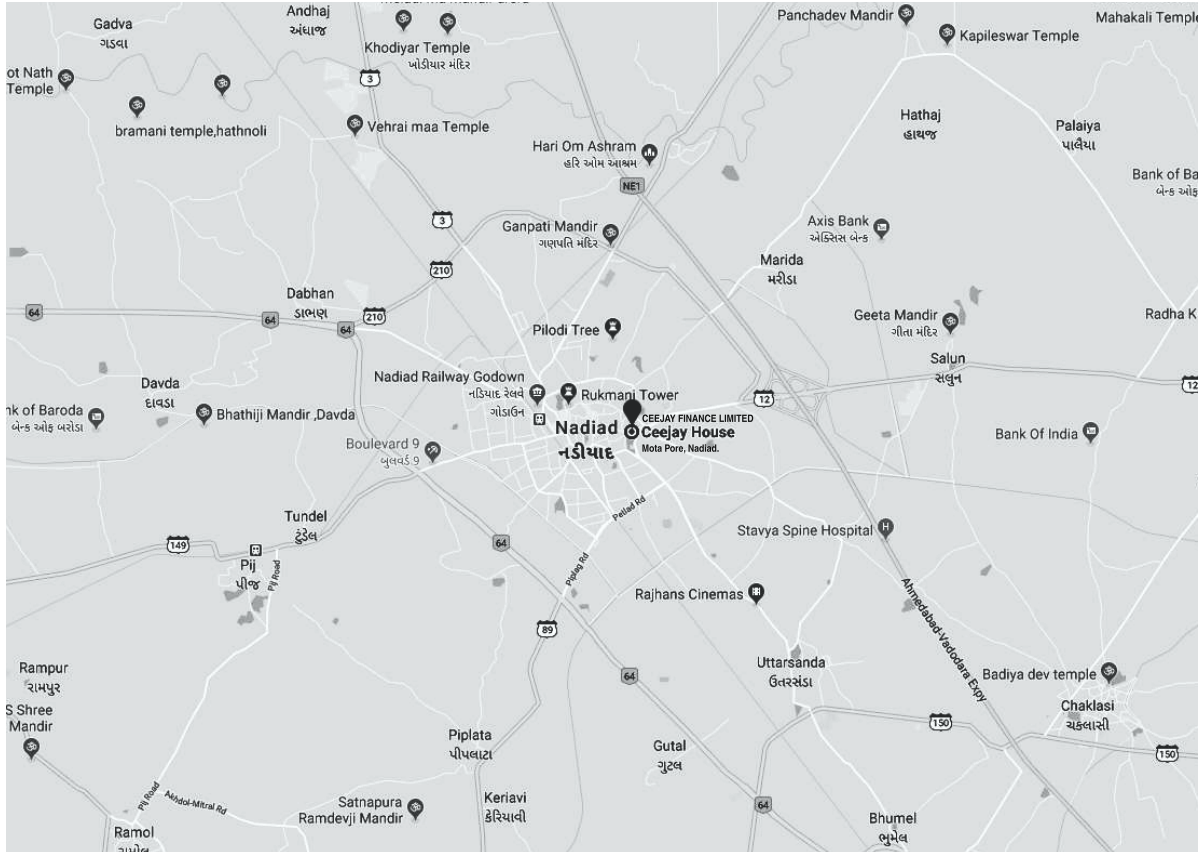 Gadva
ગડવા
Andhaj
અંધાજ
Khodiyar Temple
ખોડીયાર મંદિર
Panchadev Mandir
Kapileswar Temple
Mahakali Temple
ot Nath
Temple
3
bramani temple,hathnoli
Vehrai maa Temple
Hathaj
હાથજ
Palaiya
પાલૈયા
Hari Om Ashram
હરિ ઓમ આશ્રમ
NE1
Bank of Ba
બેન્ક ઓફ
3
Ganpati Mandir
ગણપતિ મંદિર
Axis Bank
એક્સિસ બેન્ક
210
Marida
મરીડા
Dabhan
ડાભણ
64
64
210
64
Pilodi Tree
Geeta Mandir
ગીતા મંદિર
Radha K
Salun
સલુન
12
Nadiad Railway Godown
નડિયાદ રેલવે
ગોડાઉન
Rukmani Tower
12
Davda
દાવડા
nk of Baroda
બેન્ક ઓફ બરોડા
Bhathiji Mandir ,Davda
CEEJAY FINANCE LIMITED
Ceejay House
Mota Pore, Nadiad.
Nadiad
નડીયાદ
Bank Of India
Boulevard 9
બુલવર્ડ 9
Petlad Rd
Tundel
ટુંડેલ
149
64
Stavya Spine Hospital
H
Pij
પીજ
Pij Road
Piplag Rd
Rajhans Cinemas
Ahmedabad-Vadodara Expy
89
Rampur
રામપુર
64
Uttarsanda
ઉતરસંડા
Badiya dev temple
Chaklasi
ચકલાસી
S Shree
Mandir
150
150
Piplata
પીપલાટા
Gutal
ગુટલ
Pij Road
Akhdol-Mitral Rd
Satnapura
Ramdevji Mandir
Keriavi
કેરિયાવી
64
Bhumel
ભુમેલ
Ramol